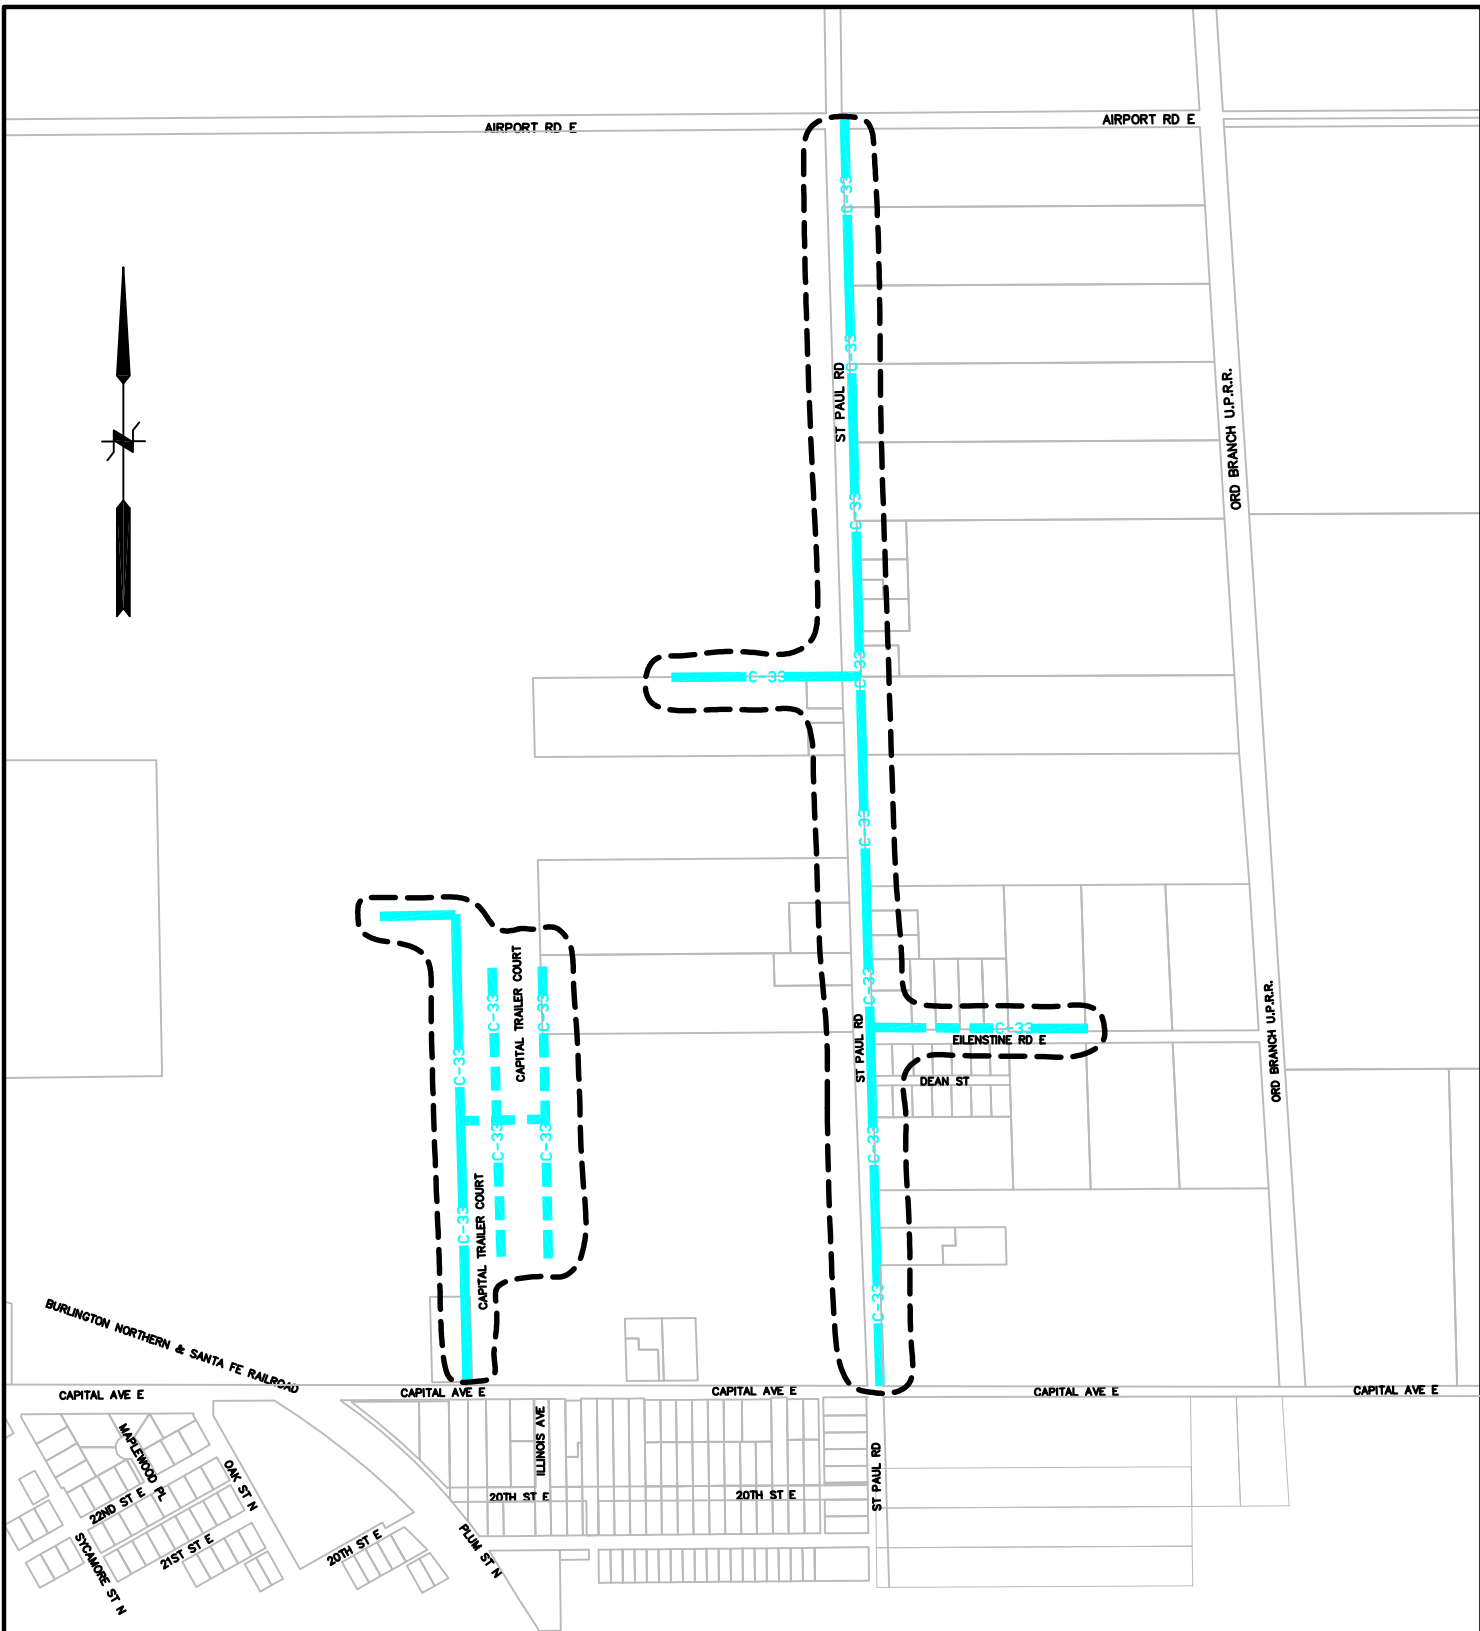 AIRPORT RD E
AIRPORT RD E
C-33
C-33
ST PAUL RD
ORD BRANCH U.P.R.R.
C-33
C-33
C-33
C-33
C-33
C-33
C-33
C-33
CAPITAL TRAILER COURT
ST PAUL RD
C-33
EILENSTINE RD E
ORD BRANCH U.P.R.R.
C-33
DEAN ST
C-33
C-33
C-33
C-33
CAPITAL TRAILER COURT
C-33
BURLINGTON NORTHERN & SANTA FE RAILROAD
CAPITAL AVE E
CAPITAL AVE E
CAPITAL AVE E
CAPITAL AVE E
CAPITAL AVE E
MAPLEWOOD PL
ILLINOIS AVE
ST PAUL RD
OAK ST N
22ND ST E
20TH ST E
20TH ST E
SYCAMORE ST N
21ST ST E
20TH ST E
PLUM ST N